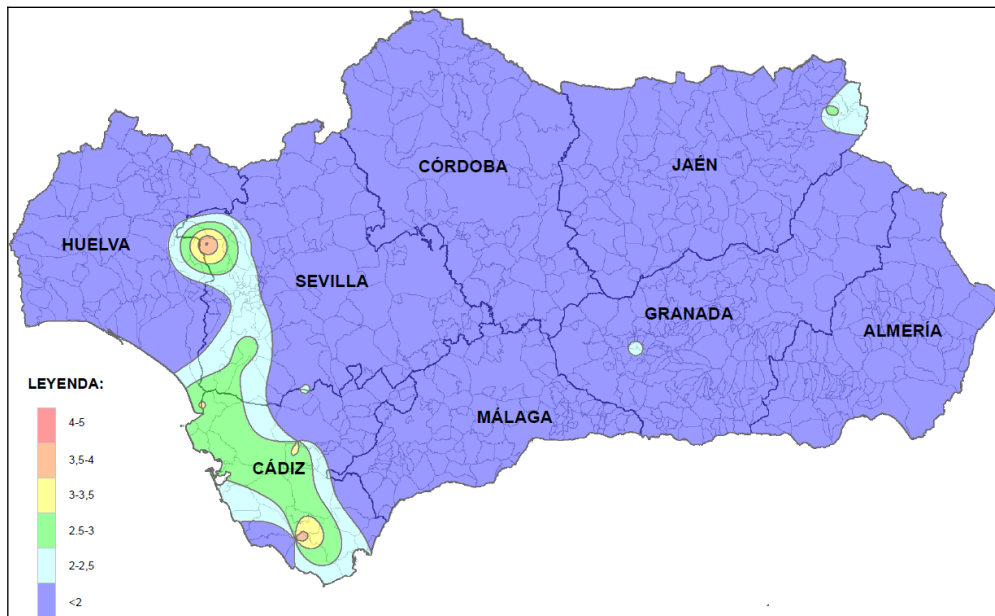 CÓRDOBA
JAÉN
HUELVA
SEVILLA
GRANADA
ALMERÍA
MÁLAGA
CÁDIZ
LEYENDA:
4-5
3,5-4
3-3,5
2.5-3
2-2,5
<2